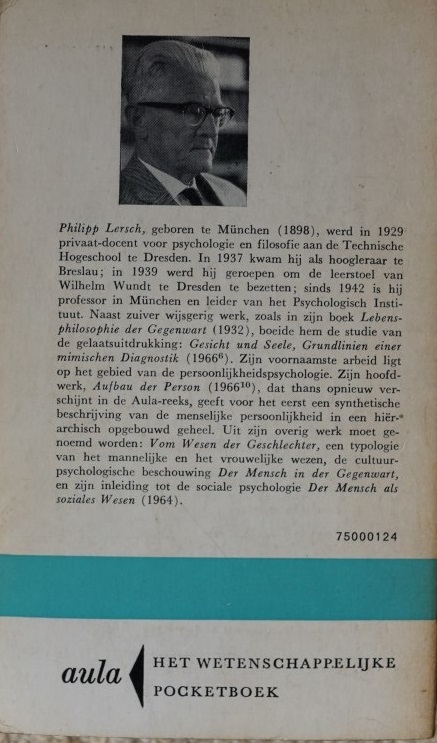 Philipp Lersch, geboren te München (1898), werd in 1929
privaat-docent voor psychologie en filosofie aan de Technische
Hogeschool te Dresden. In 1937 kwam hij als hoogleraar te
Breslau; in 1939 werd hij geroepen om de leerstoel van
Wilhelm Wundt te Dresden te bezetten; sinds 1942 is hij
professor in München en leider van het Psychologisch Insti-
tuut. Naast zuiver wijsgerig werk, zoals in zijn boek Lebens-
philosophie der Gegenwart (1932), boeide hem de studie van
de gelaatsuitdrukking: Gesicht und Seele, Grundlinien einer
mimischen Diagnostik (1966⁶). Zijn voornaamste arbeid ligt
op het gebied van de persoonlijkheidspsychologie. Zijn hoofd-
werk, Aufbau der Person (1966¹⁰), dat thans opnieuw ver-
schijnt in de Aula-reeks, geeft voor het eerst een synthetische
beschrijving van de menselijke persoonlijkheid in een hiër-
archisch opgebouwd geheel. Uit zijn overig werk moet ge-
noemd worden: Vom Wesen der Geschlechter, een typologie
van het mannelijke en het vrouwelijke wezen, de cultuur-
psychologische beschouwing Der Mensch in der Gegenwart,
en zijn inleiding tot de sociale psychologie Der Mensch als
soziales Wesen (1964).
75000124
aula
HET WETENSCHAPPELIJKE
POCKETBOEK